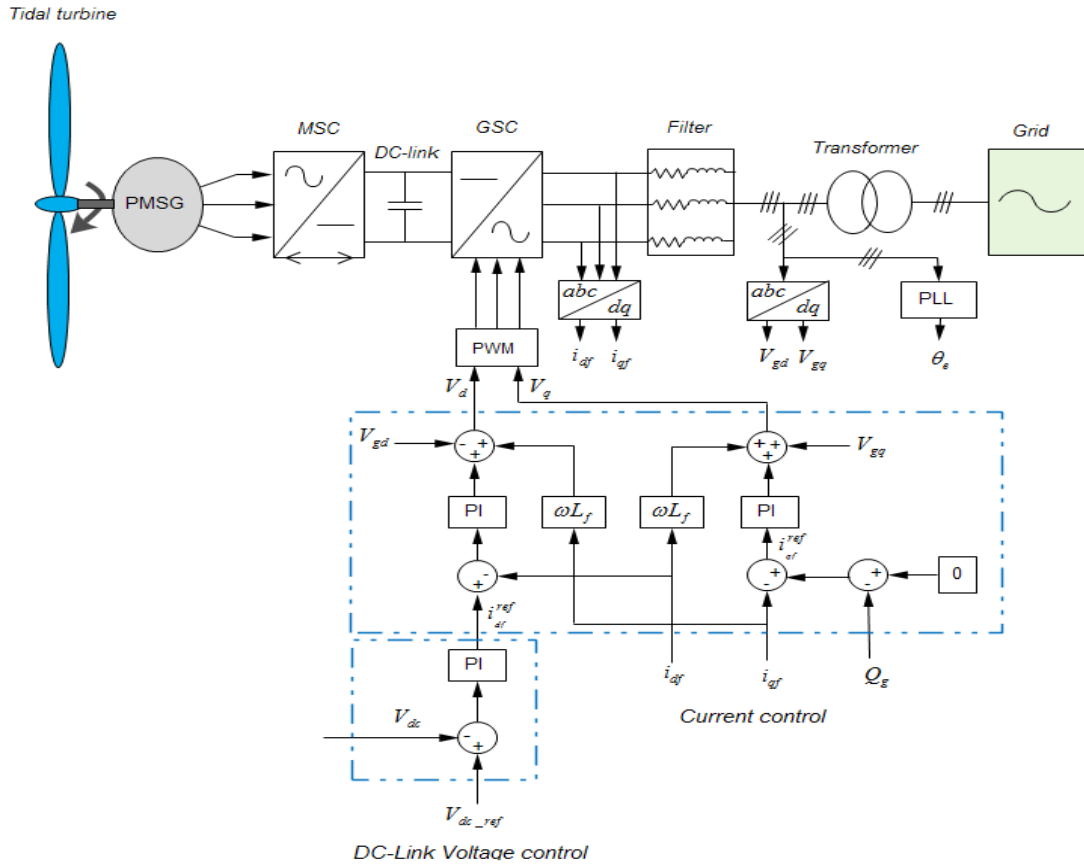 Tidal turbine
MSC
DC-link
GSC
Filter
Transformer
Grid
PMSG
abc
dq
i_df i_qf
abc
dq
V_gd V_gq
PLL
θ_e
PWM
V_d V_q
V_gd
- + +
+ + +
V_gq
PI
ωL_f
ωL_f
PI
i_qf^ref
+ -
+ -
+ -
0
i_df^ref
PI
i_df
i_qf
Q_g
V_dc
- +
Current control
V_dc_ref
DC-Link Voltage control